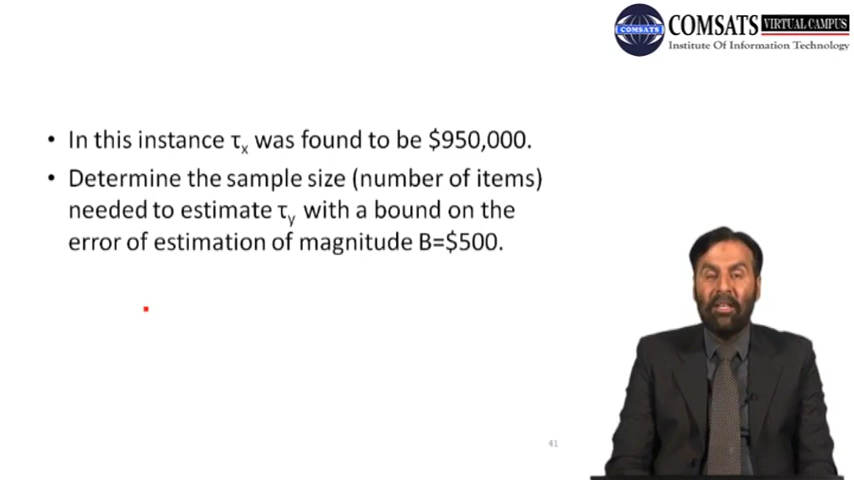 COMSATS
COMSATS VIRTUAL CAMPUS
Institute Of Information Technology
• In this instance τx was found to be $950,000.
• Determine the sample size (number of items)
needed to estimate τy with a bound on the
error of estimation of magnitude B=$500.
41